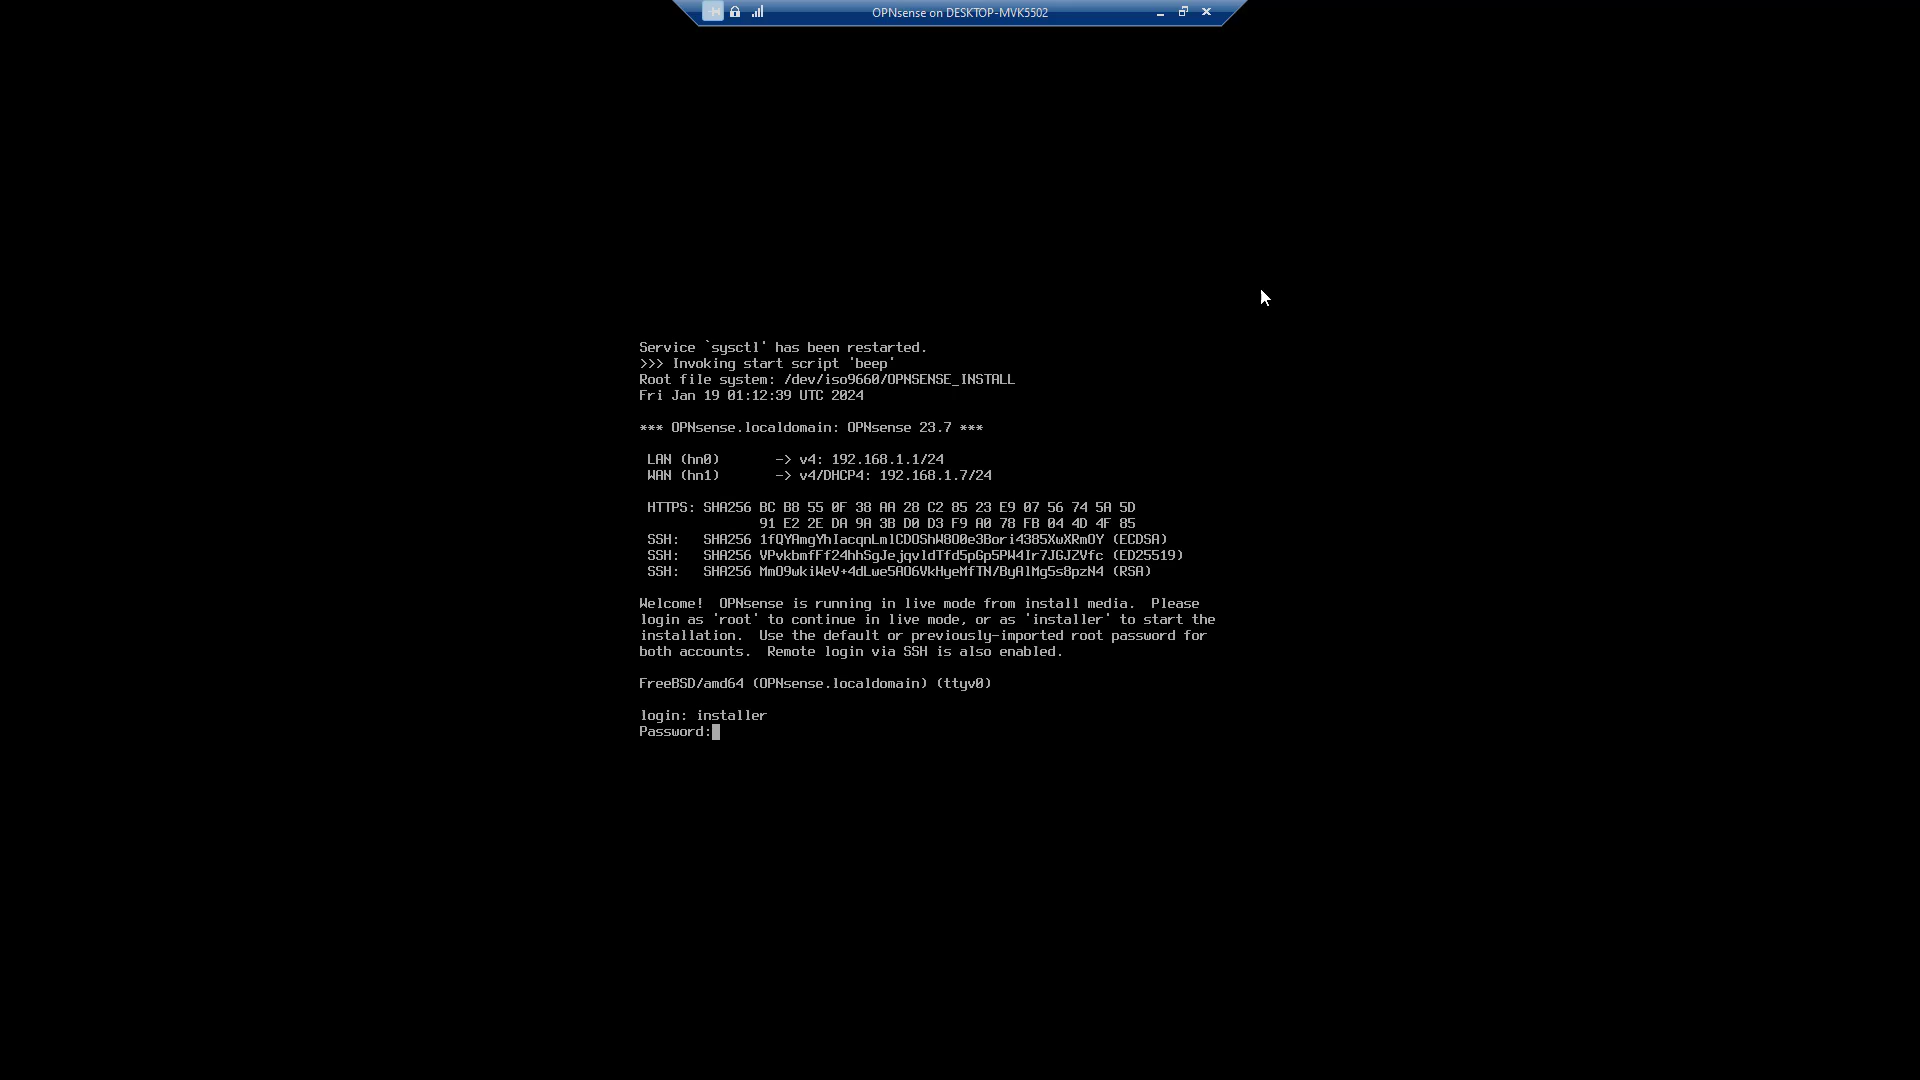 OPNsense on DESKTOP-MVK5502
Service `sysctl' has been restarted.
>>> Invoking start script 'beep'
Root file system: /dev/iso9660/OPNSENSE_INSTALL
Fri Jan 19 01:12:39 UTC 2024
*** OPNsense.localdomain: OPNsense 23.7 ***
LAN (hn0) -> v4: 192.168.1.1/24
WAN (hn1) -> v4/DHCP4: 192.168.1.7/24
HTTPS: SHA256 BC B8 55 0F 38 AA 28 C2 85 23 E9 07 56 74 5A 5D
91 E2 2E DA 9A 3B D0 D3 F9 A0 78 FB 04 4D 4F 85
SSH: SHA256 1fQYAmgYhIacqnLmlCDOShW8O0e3Bori4385XwXRmOY (ECDSA)
SSH: SHA256 VPvkbmfFf24hhSgJejqvldTfd5pGp5PW4Ir7JGJZVfc (ED25519)
SSH: SHA256 MmO9wkiWeV+4dLwe5AO6VkHyeMfTN/ByAlMg5s8pzN4 (RSA)
Welcome! OPNsense is running in live mode from install media. Please
login as 'root' to continue in live mode, or as 'installer' to start the
installation. Use the default or previously-imported root password for
both accounts. Remote login via SSH is also enabled.
FreeBSD/amd64 (OPNsense.localdomain) (ttyv0)
login: installer
Password: